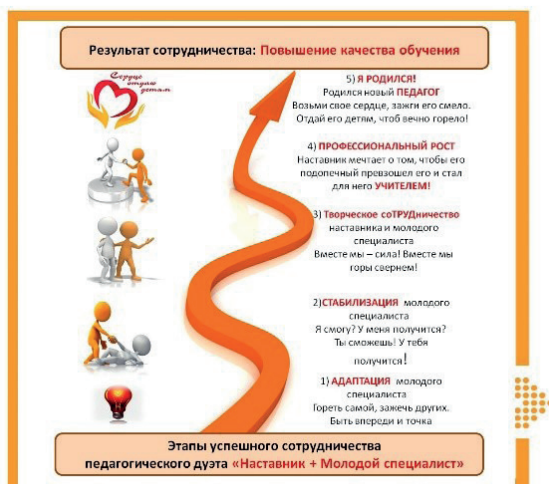 Результат сотрудничества: Повышение качества обучения
Сердце
отдаю
детям
5) Я РОДИЛСЯ!
Родился новый ПЕДАГОГ
Возьми свое сердце, зажги его смело.
Отдай его детям, чтоб вечно горело!
4) ПРОФЕССИОНАЛЬНЫЙ РОСТ
Наставник мечтает о том, чтобы его
подопечный превзошел его и стал
для него УЧИТЕЛЕМ!
3) Творческое соТРУДничество
наставника и молодого
специалиста
Вместе мы – сила! Вместе мы
горы свернем!
2)СТАБИЛИЗАЦИЯ молодого
специалиста
Я смогу? У меня получится?
Ты сможешь! У тебя
получится!
1) АДАПТАЦИЯ молодого
специалиста
Гореть самой, зажечь других.
Быть впереди и точка
Этапы успешного сотрудничества
педагогического дуэта «Наставник + Молодой специалист»